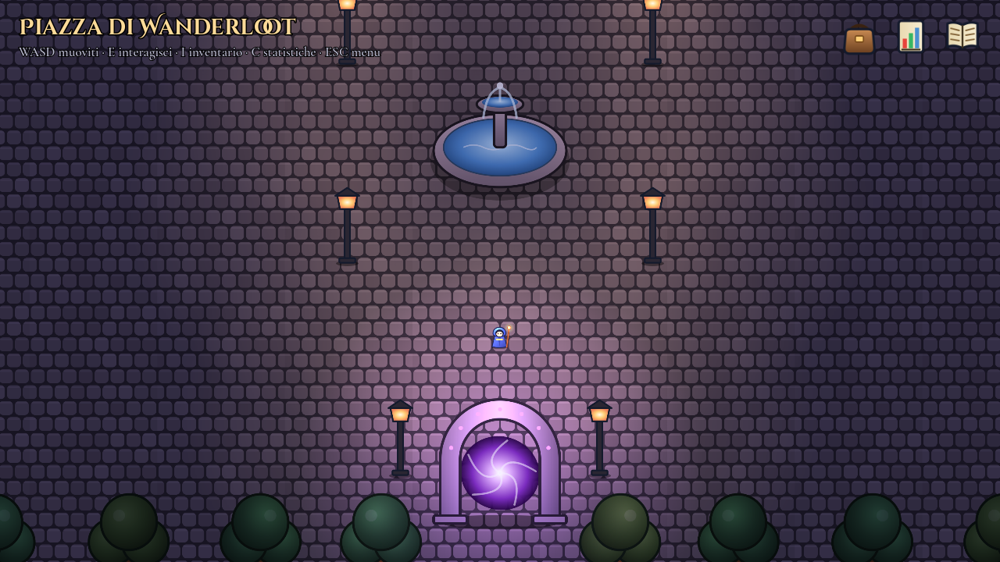 PIAZZA DI WANDERLOOT
WASD muoviti · E interagisci · I inventario · C statistiche · ESC menu